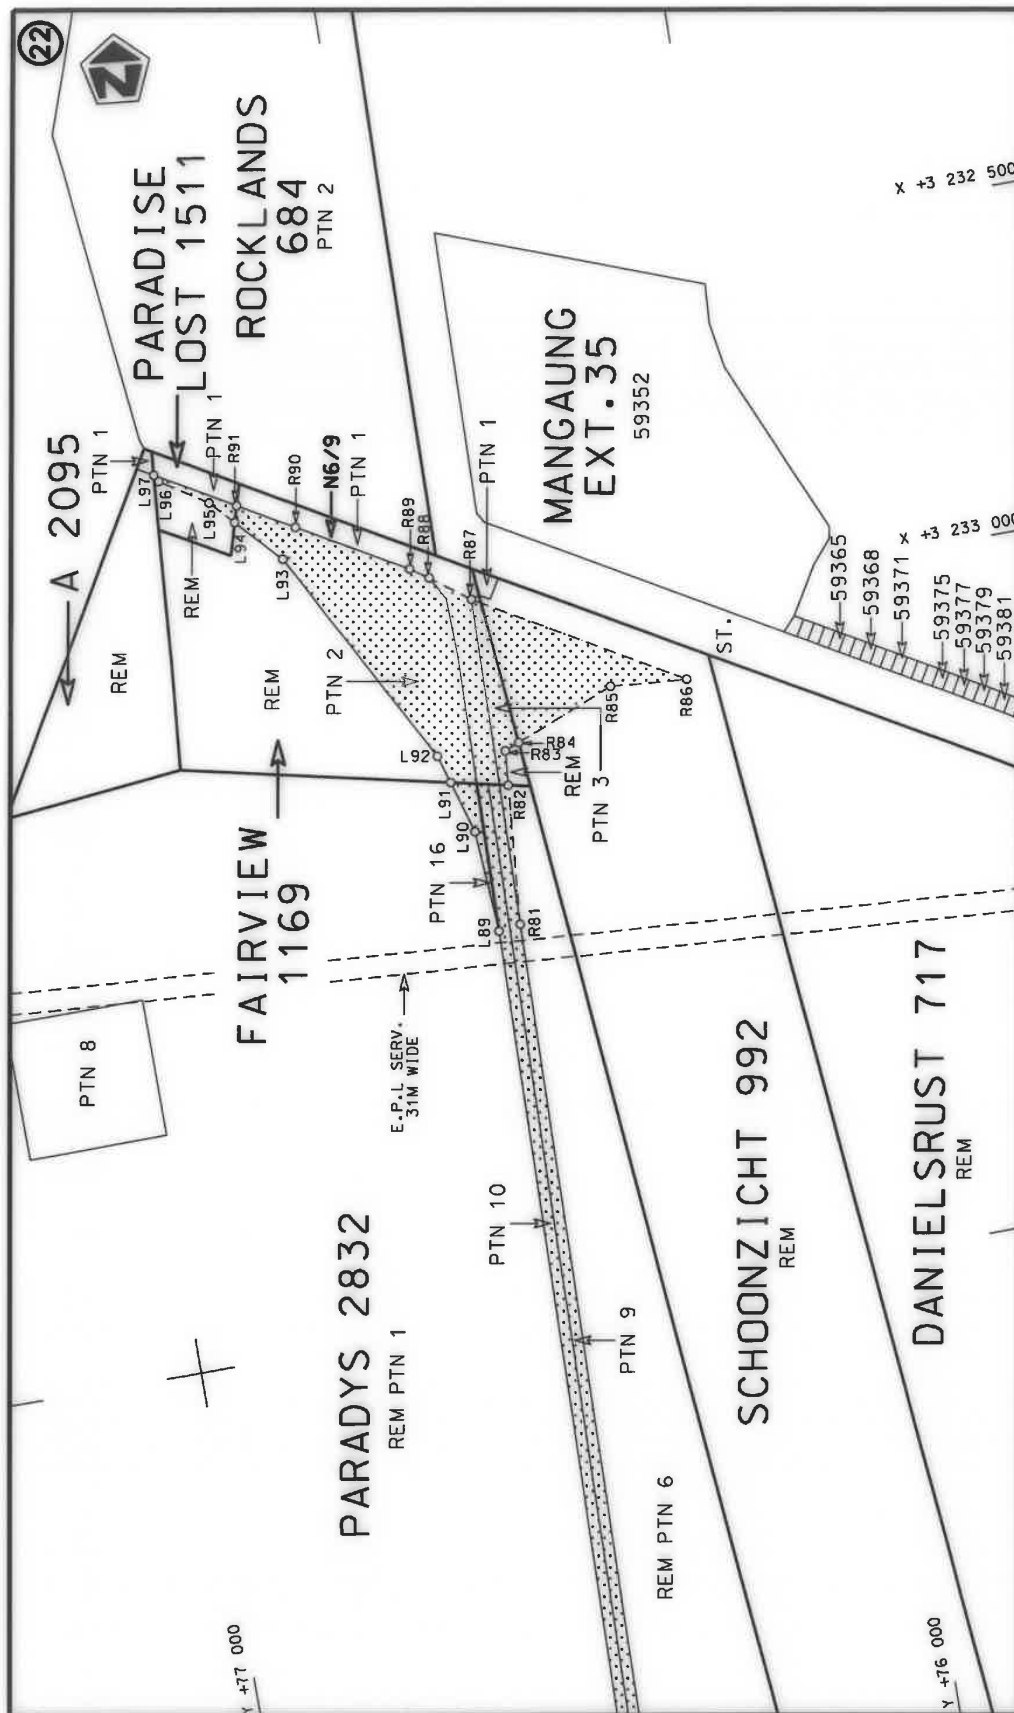 22
N
A 2095
PTN 1
PARADISE
LOST 1511
PTN 1
ROCKLANDS
684
PTN 2
X +3 232 500
L97
L96
L95
L94
L93
R91
R90
N6/9
PTN 1
R89
R88
R87
PTN 1
MANGAUNG
EXT.35
59352
X +3 233 000
59365
59368
59371
59375
59377
59379
59381
ST.
REM
REM
REM
PTN 2
L92
L91
L90
L89
R86
R85
R84
R83
R82
R81
REM
PTN 3
FAIRVIEW
1169
PTN 16
PTN 8
E.P.L SERV.
31M WIDE
PARADYS 2832
REM PTN 1
PTN 10
PTN 9
SCHOONZICHT 992
REM
DANIELSRUST 717
REM
REM PTN 6
Y +77 000
Y +76 000